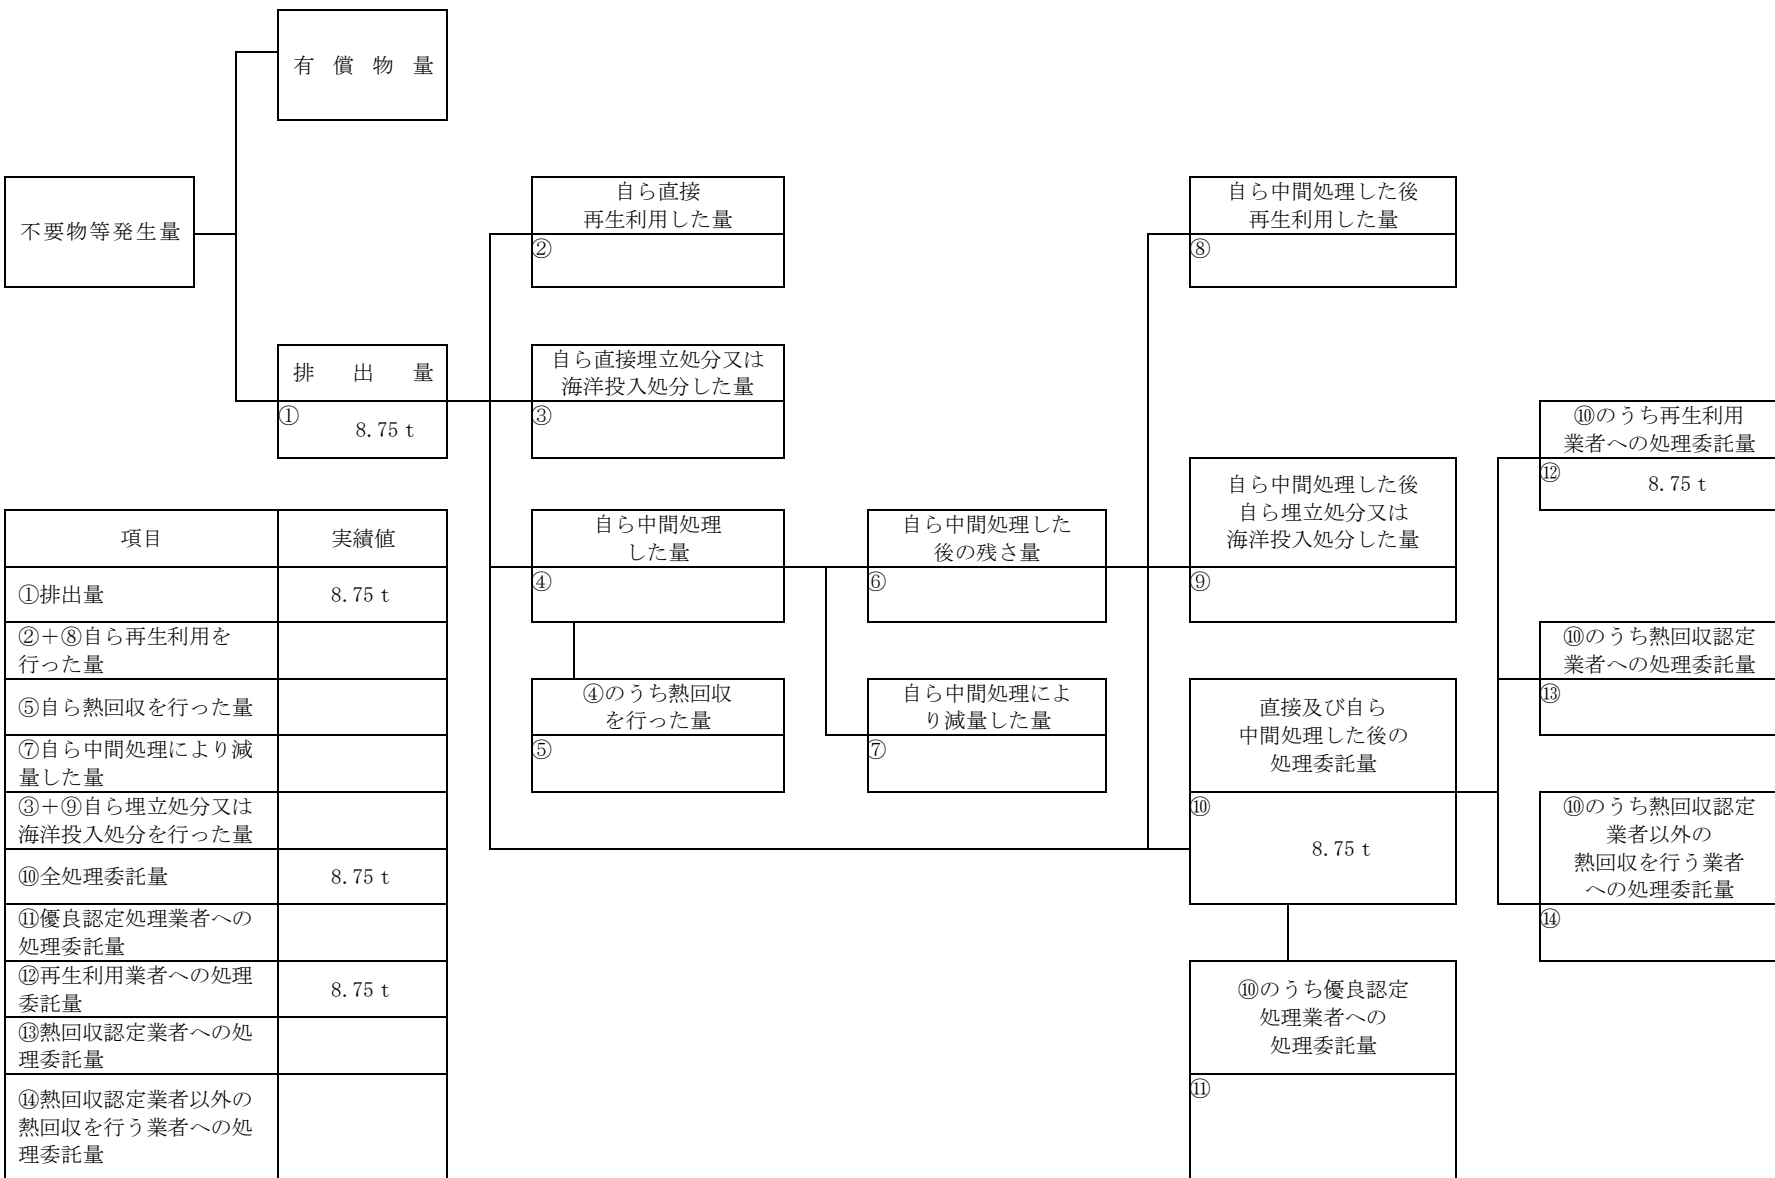 有償物量
不要物等発生量
排出量
①
8.75 t
自ら直接
再生利用した量
②
自ら直接埋立処分又は
海洋投入処分した量
③
自ら中間処理
した量
④
④のうち熱回収
を行った量
⑤
自ら中間処理した
後の残さ量
⑥
自ら中間処理によ
り減量した量
⑦
自ら中間処理した後
再生利用した量
⑧
自ら中間処理した後
自ら埋立処分又は
海洋投入処分した量
⑨
直接及び自ら
中間処理した後の
処理委託量
⑩
8.75 t
⑩のうち優良認定
処理業者への
処理委託量
⑪
⑩のうち再生利用
業者への処理委託量
⑫
8.75 t
⑩のうち熱回収認定
業者への処理委託量
⑬
⑩のうち熱回収認定
業者以外の
熱回収を行う業者
への処理委託量
⑭
項目 実績値
①排出量 8.75 t
②+⑧自ら再生利用を
行った量
⑤自ら熱回収を行った量
⑦自ら中間処理により減
量した量
③+⑨自ら埋立処分又は
海洋投入処分を行った量
⑩全処理委託量 8.75 t
⑪優良認定処理業者への
処理委託量
⑫再生利用業者への処理
委託量 8.75 t
⑬熱回収認定業者への処
理委託量
⑭熱回収認定業者以外の
熱回収を行う業者への処
理委託量